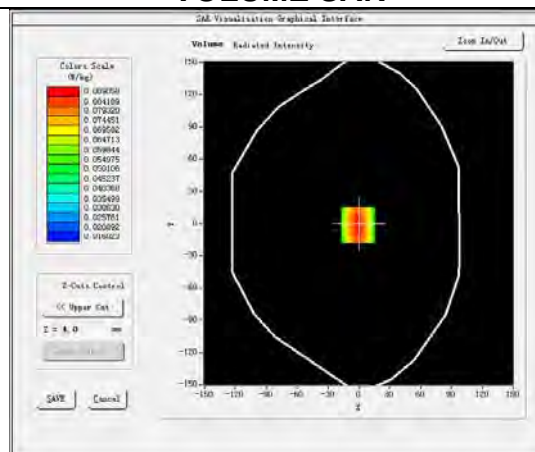 VOLUME SAR
SAR Visualisation Graphical Interface
Volume Radiated Intensity
Zoom In/Out
Colors Scale
(W/kg)
0.084189
0.079320
0.074451
0.069582
0.064713
0.059844
0.054975
0.050106
0.045237
0.040368
0.035499
0.030630
0.025761
0.020892
0.016023
150
120
90
60
30
0
-30
-60
-90
-120
-150
Y
-150 -120 -90 -60 -30 0 30 60 90 120 150
X
Z-Cuts Control
<< Upper Cut
Z = 4.0 mm
SAVE Cancel